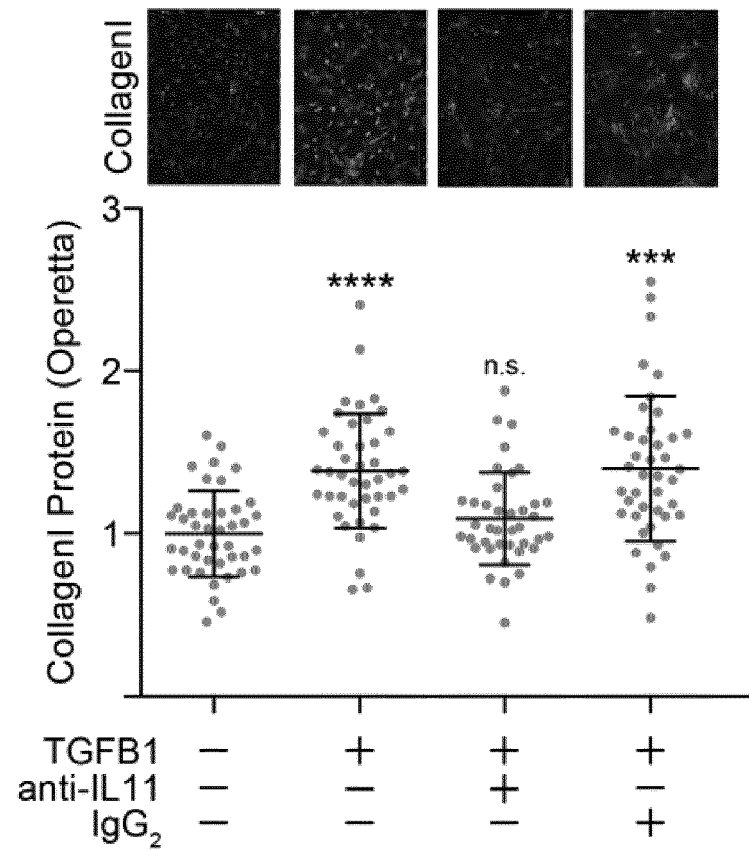 CollagenI
CollagenI Protein (Operetta)
3
2
1
****
n.s.
***
TGFB1 − + + +
anti-IL11 − − + −
IgG₂ − − − +